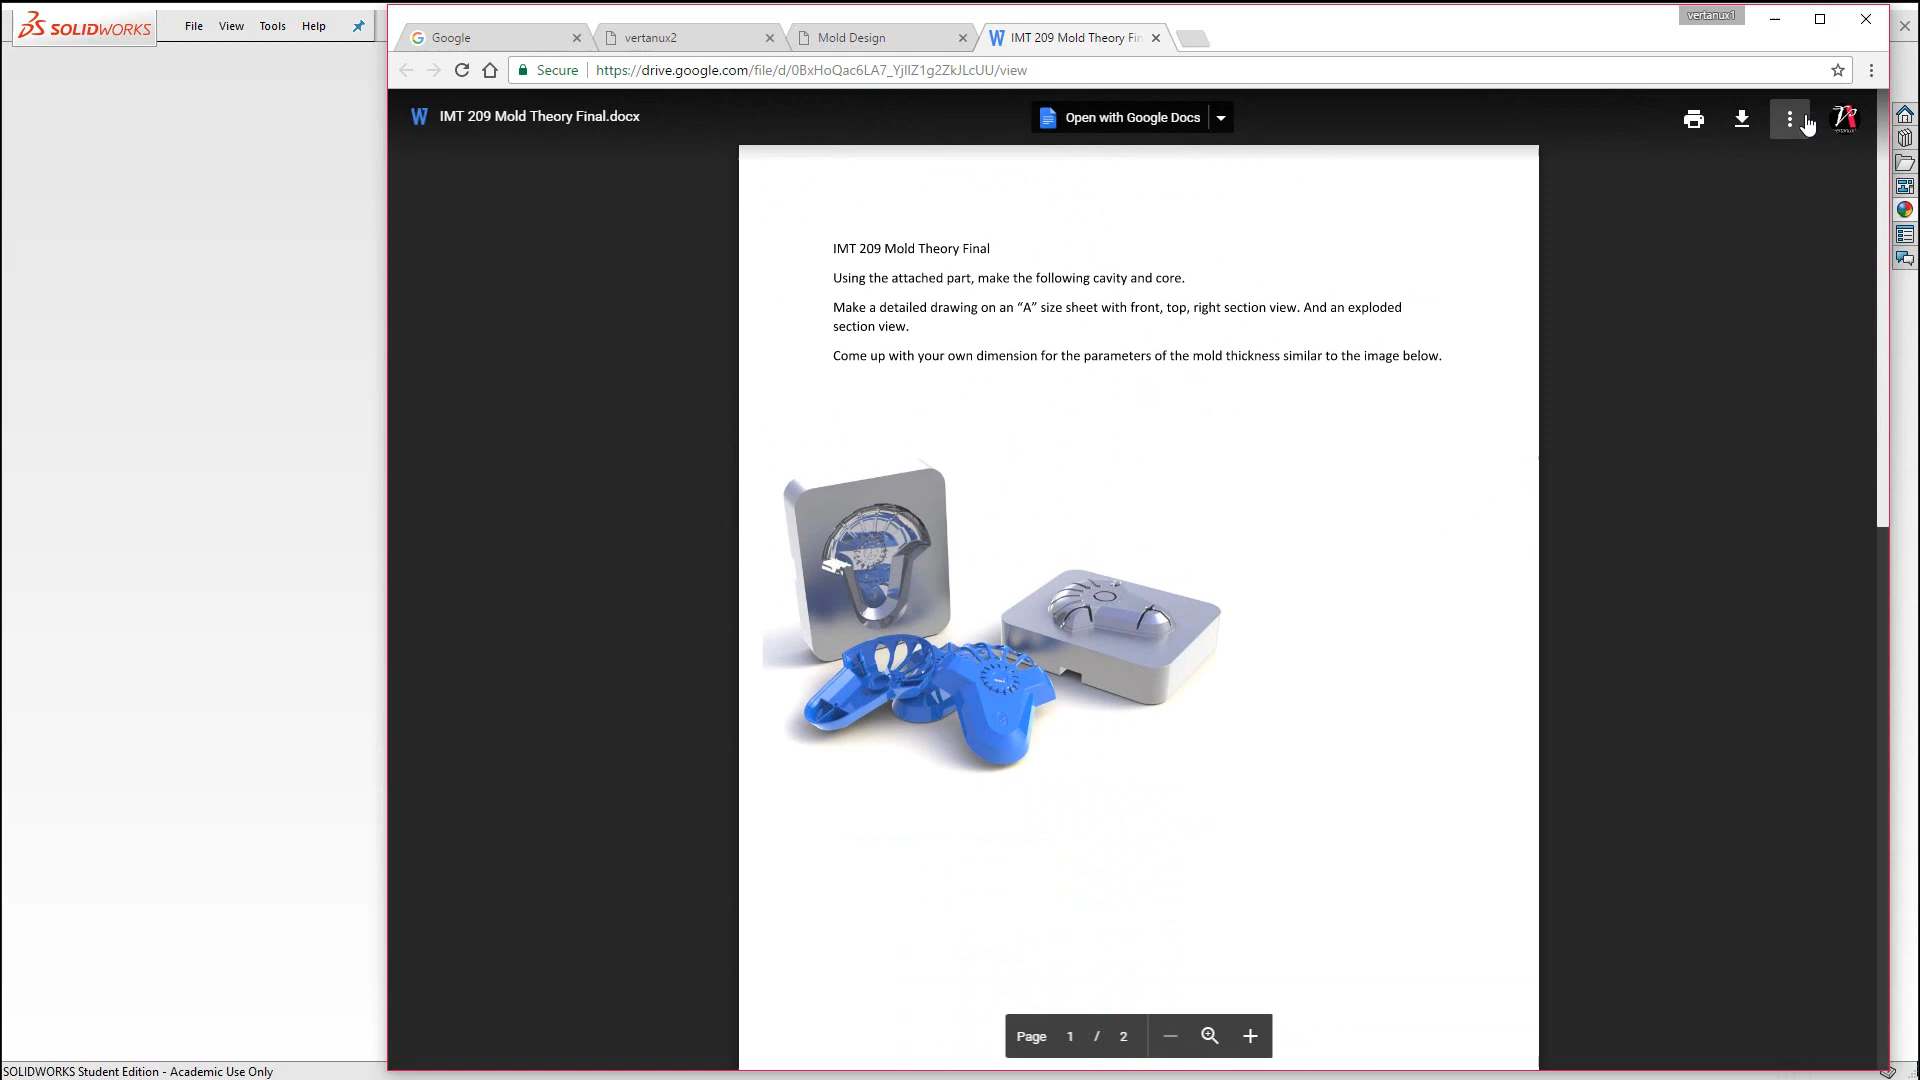 SOLIDWORKS
File View Tools Help
vertanux1
Google
vertanux2
Mold Design
IMT 209 Mold Theory Fin
Secure https://drive.google.com/file/d/0BxHoQac6LA7_YjlIZ1g2ZkJLcUU/view
IMT 209 Mold Theory Final.docx
Open with Google Docs
IMT 209 Mold Theory Final
Using the attached part, make the following cavity and core.
Make a detailed drawing on an “A” size sheet with front, top, right section view. And an exploded
section view.
Come up with your own dimension for the parameters of the mold thickness similar to the image below.
Page 1 / 2
SOLIDWORKS Student Edition - Academic Use Only